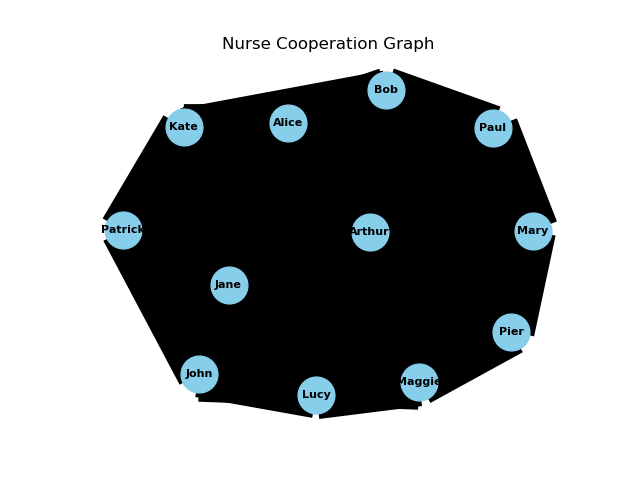 Nurse Cooperation Graph
Bob
Kate
Alice
Paul
Patrick
Arthur
Mary
Jane
Pier
John
Maggie
Lucy